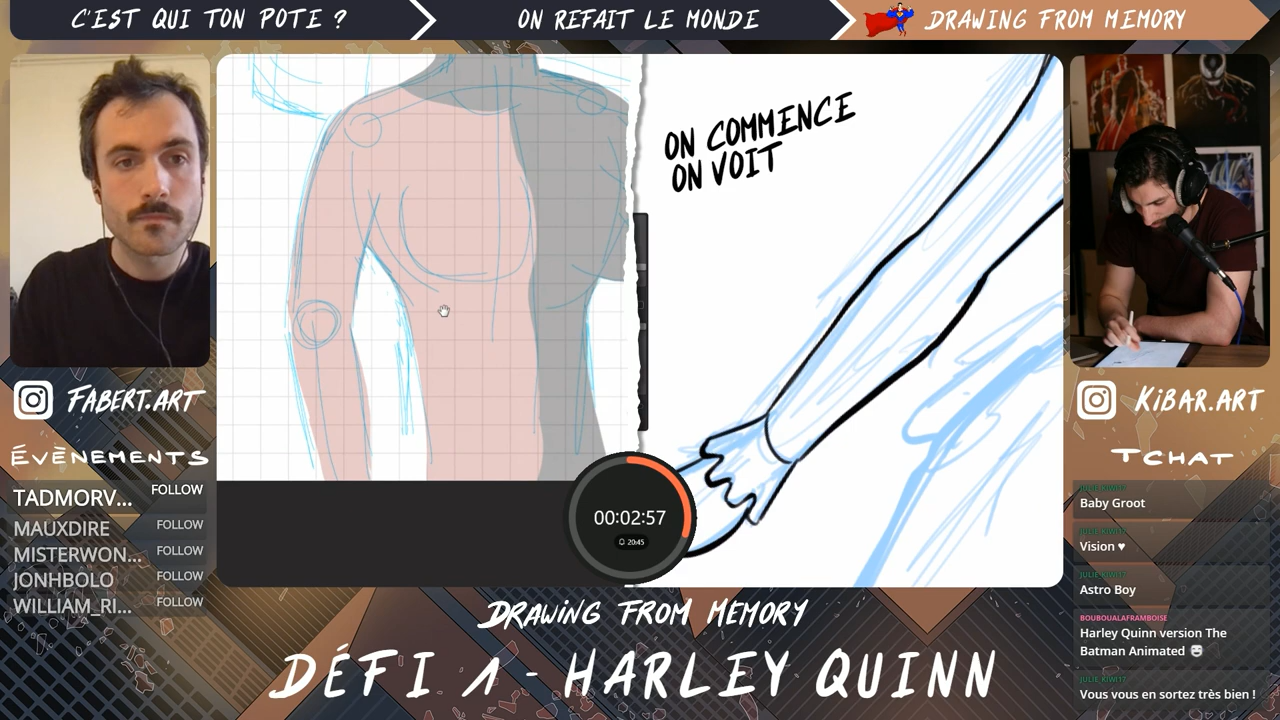 C'EST QUI TON POTE ?
ON REFAIT LE MONDE
DRAWING FROM MEMORY
ON COMMENCE
ON VOIT
FABERT.ART
KiBAR.ART
ÉVÈNEMENTS
TCHAT
TADMORV... FOLLOW
MAUXDIRE FOLLOW
MISTERWON... FOLLOW
JONHBOLO FOLLOW
WILLIAM_RI... FOLLOW
00:02:57
20:45
Baby Groot
Vision ♥
Astro Boy
BOUBOUALAFRAMBOISE
Harley Quinn version The
Batman Animated
Vous vous en sortez très bien !
DRAWING FROM MEMORY
DÉFI 1 - HARLEY QUINN